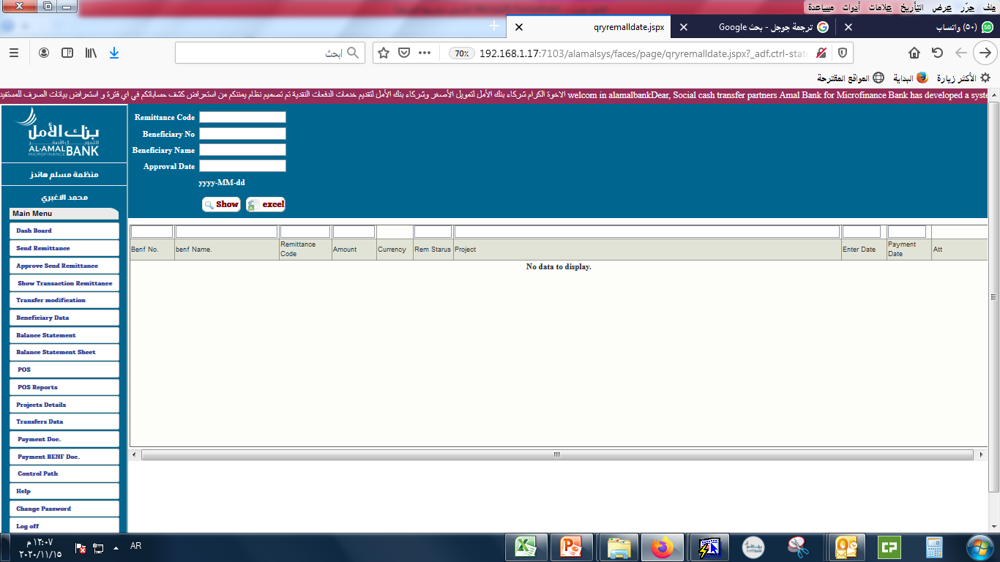 ملف حرّر عرض التأريخ علامات أدوات مساعدة
(٥٠) واتساب
ترجمة جوجل - بحث Google
qryremalldate.jspx
192.168.1.17:7103/alamalsys/faces/page/qryremalldate.jspx?_adf.ctrl-stat
70%
ابحث
الأكثر زيارة
البداية
المواقع المقترحة
welcom in alamalbankDear, Social cash transfer partners Amal Bank for Microfinance Bank has developed a syste
الاخوة الكرام شركاء بنك الأمل لتمويل الأصغر وشركاء بنك الأمل لتقديم خدمات الدفعات النقدية تم تصميم نظام يمتنكم من استعراض كشف حساباتكم في اي فترة و استعراض بيانات الصرف للمستفيد
بنك الأمل
للتمويل الأصغر
AL-AMAL BANK
MICROFINANCE
منظمة مسلم هاندز
محمد الاغبري
Main Menu
Dash Board
Send Remittance
Approve Send Remittance
Show Transaction Remittance
Transfer modification
Beneficiary Data
Balance Statement
Balance Statement Sheet
POS
POS Reports
Projects Details
Transfers Data
Payment Doc.
Payment BENF Doc.
Control Path
Help
Change Password
Log off
Remittance Code
Beneficiary No
Beneficiary Name
Approval Date
yyyy-MM-dd
Show excel
Benf No. benf Name. Remittance Code Amount Currency Rem Starus Project Enter Date Payment Date Att
No data to display.
AR
١٢:٠٧ م
٢٠٢٠/١١/١٥